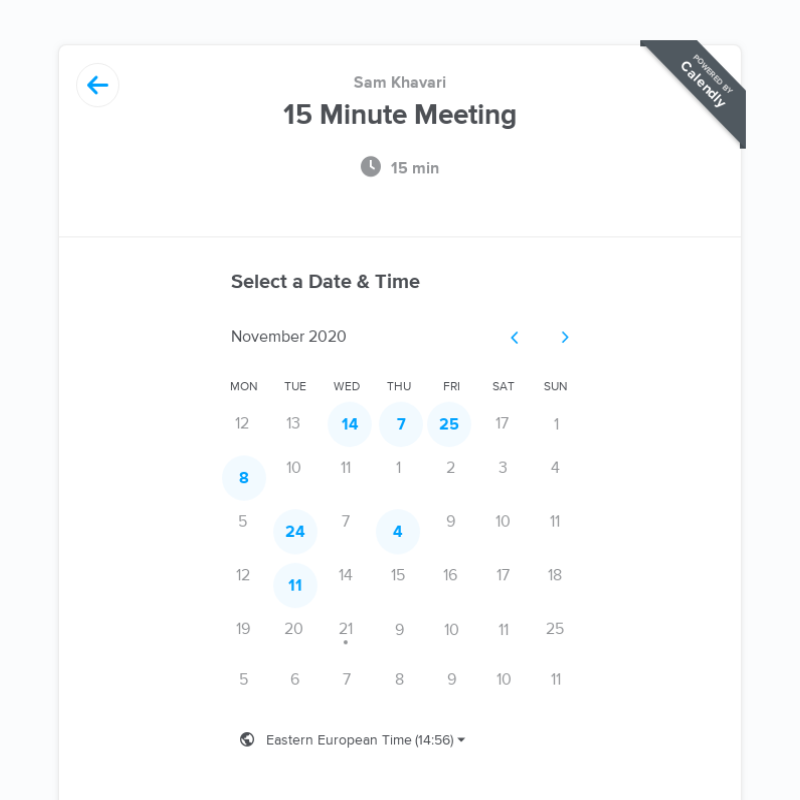 POWERED BY
Calendly
Sam Khavari
15 Minute Meeting
15 min
Select a Date & Time
November 2020
MON TUE WED THU FRI SAT SUN
12 13 14 7 25 17 1
8 10 11 1 2 3 4
5 24 7 4 9 10 11
12 11 14 15 16 17 18
19 20 21 9 10 11 25
5 6 7 8 9 10 11
Eastern European Time (14:56)